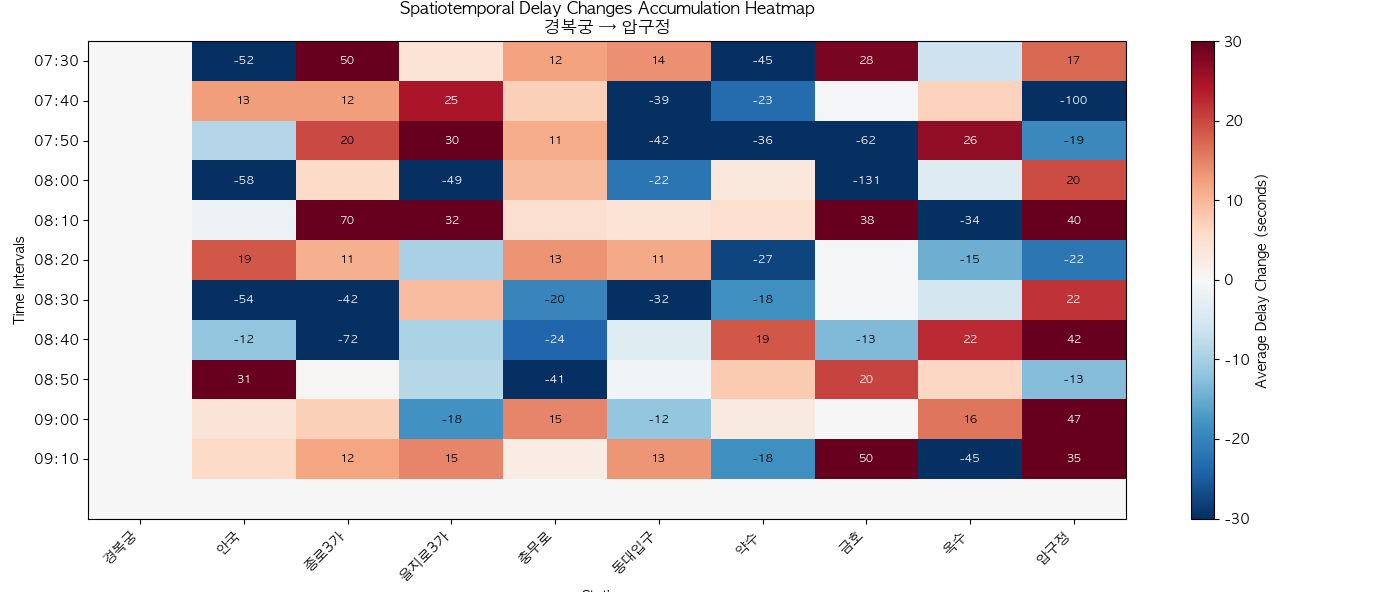 Spatiotemporal Delay Changes Accumulation Heatmap
경복궁 → 압구정
07:30 -52 50 12 14 -45 28 17
07:40 13 12 25 -39 -23 -100
07:50 20 30 11 -42 -36 -62 26 -19
08:00 -58 -49 -22 -131 20
08:10 70 32 38 -34 40
08:20 19 11 13 11 -27 -15 -22
08:30 -54 -42 -20 -32 -18 22
08:40 -12 -72 -24 19 -13 22 42
08:50 31 -41 20 -13
09:00 -18 15 -12 16 47
09:10 12 15 13 -18 50 -45 35
Time Intervals
경복궁 안국 종로3가 을지로3가 충무로 동대입구 약수 금호 옥수 압구정
30
20
10
0
-10
-20
-30
Average Delay Change (seconds)